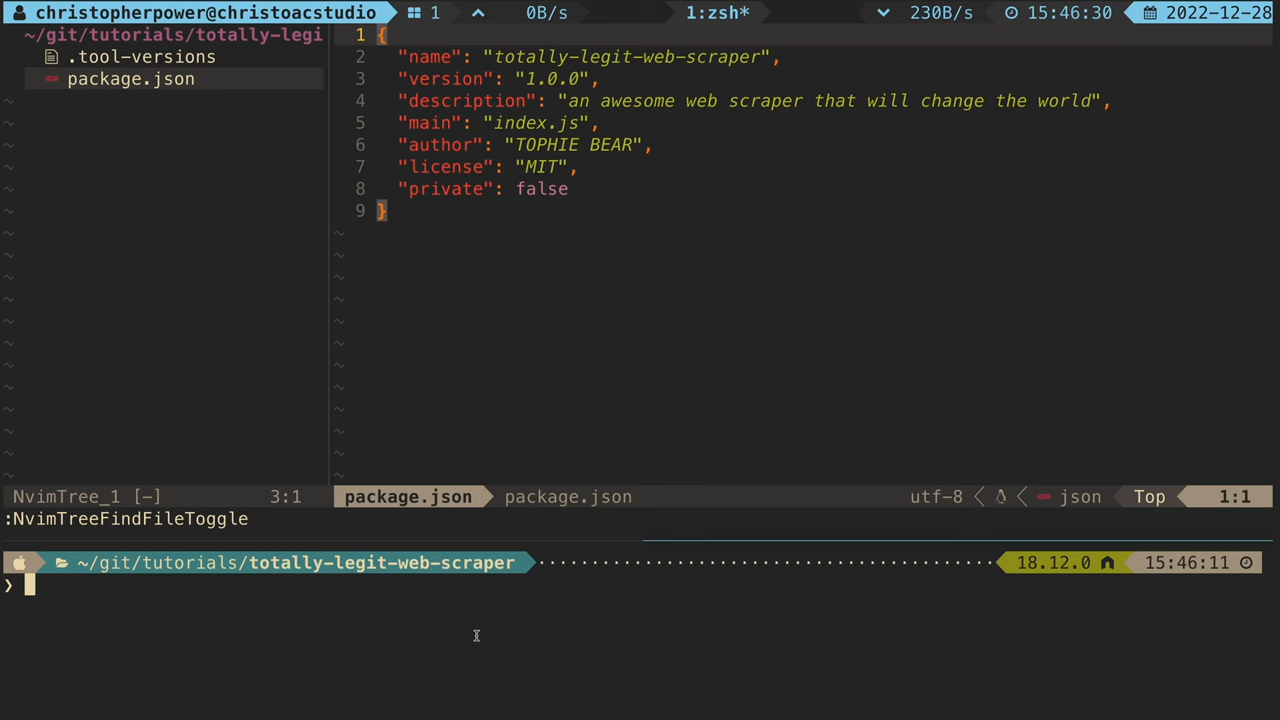 christopherpower@christoacstudio 1 0B/s 1:zsh* 230B/s 15:46:30 2022-12-28
~/git/tutorials/totally-legi
.tool-versions
package.json
1 {
2 "name": "totally-legit-web-scraper",
3 "version": "1.0.0",
4 "description": "an awesome web scraper that will change the world",
5 "main": "index.js",
6 "author": "TOPHIE BEAR",
7 "license": "MIT",
8 "private": false
9 }
NvimTree_1 [-] 3:1 package.json package.json utf-8 json Top 1:1
:NvimTreeFindFileToggle
~/git/tutorials/totally-legit-web-scraper 18.12.0 15:46:11
❯